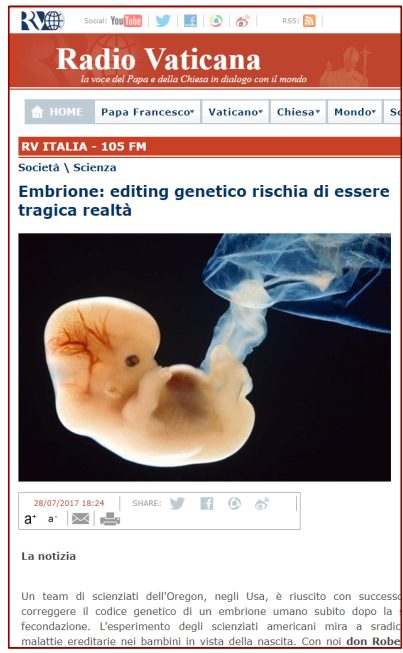 RV
Social: YouTube
RSS:
Radio Vaticana
la voce del Papa e della Chiesa in dialogo con il mondo
HOME Papa Francesco Vaticano Chiesa Mondo
RV ITALIA - 105 FM
Società \ Scienza
Embrione: editing genetico rischia di essere
tragica realtà
28/07/2017 18:24 SHARE:
a+ a-
La notizia
Un team di scienziati dell'Oregon, negli Usa, è riuscito con successo
correggere il codice genetico di un embrione umano subito dopo la
fecondazione. L'esperimento degli scienziati americani mira a
malattie ereditarie nei bambini in vista della nascita. Con noi don